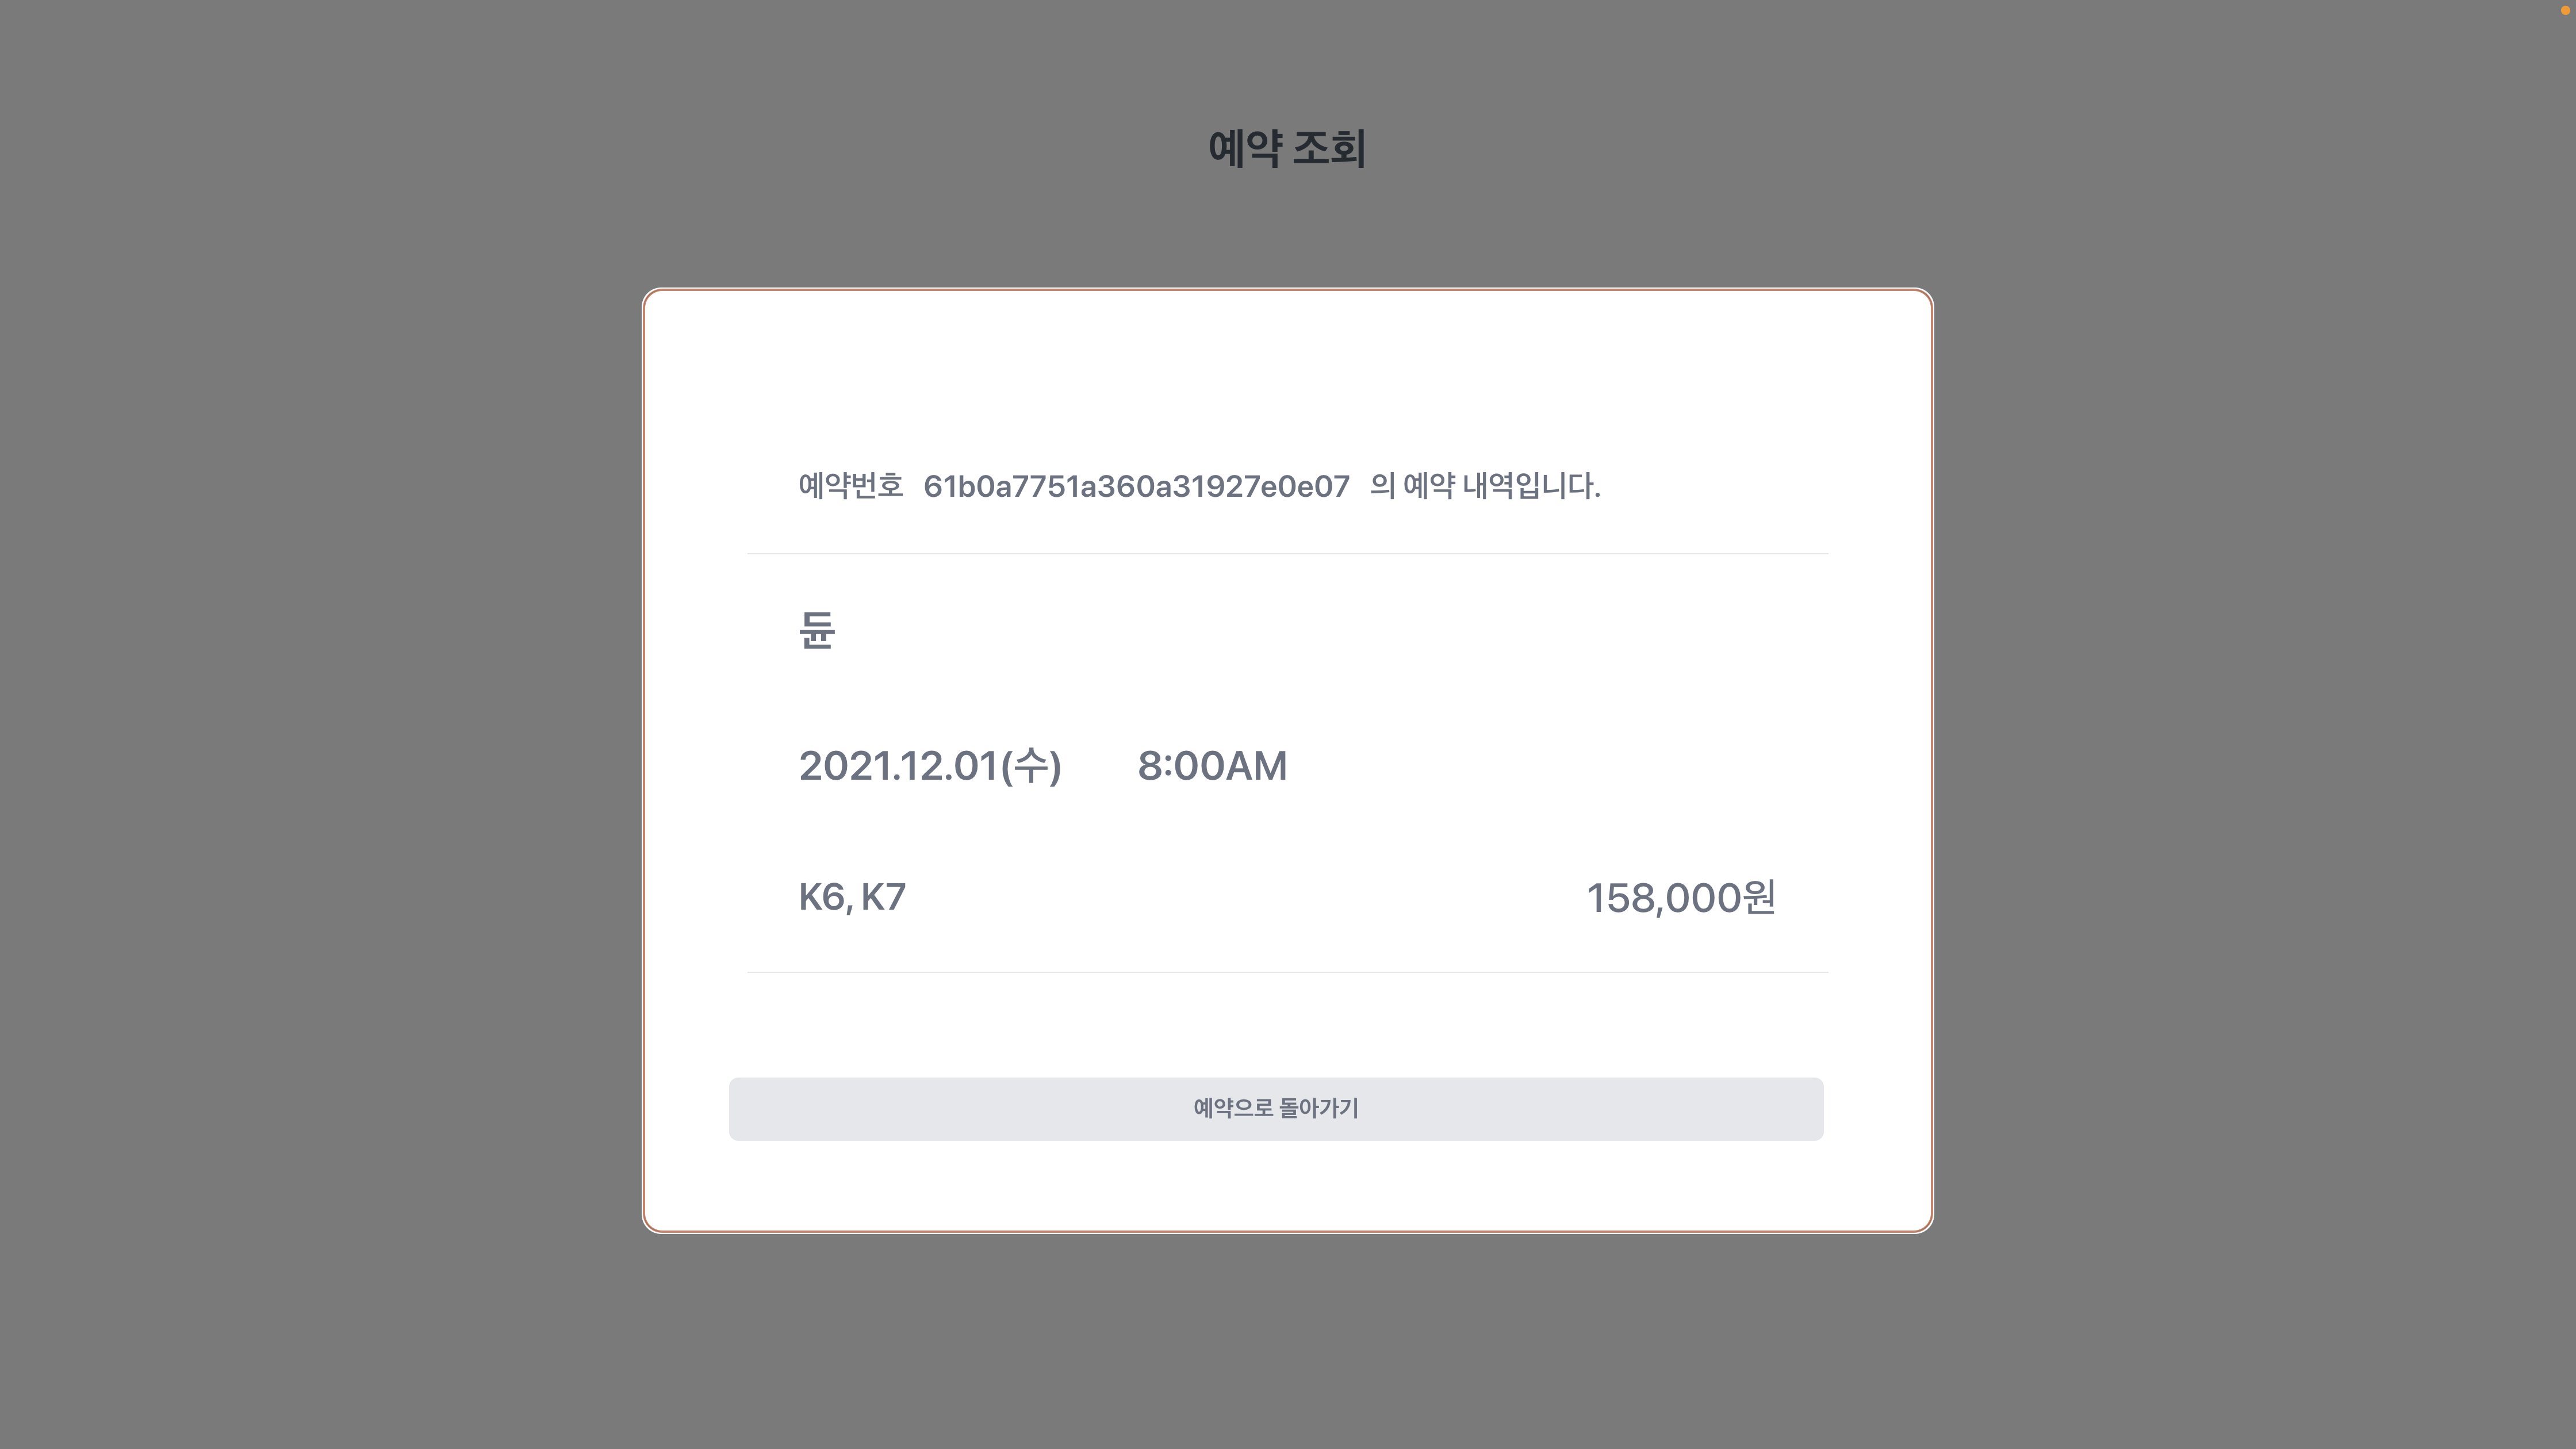 예약 조회
예약번호 61b0a7751a360a31927e0e07 의 예약 내역입니다.
듄
2021.12.01(수) 8:00AM
K6, K7 158,000원
예약으로 돌아가기